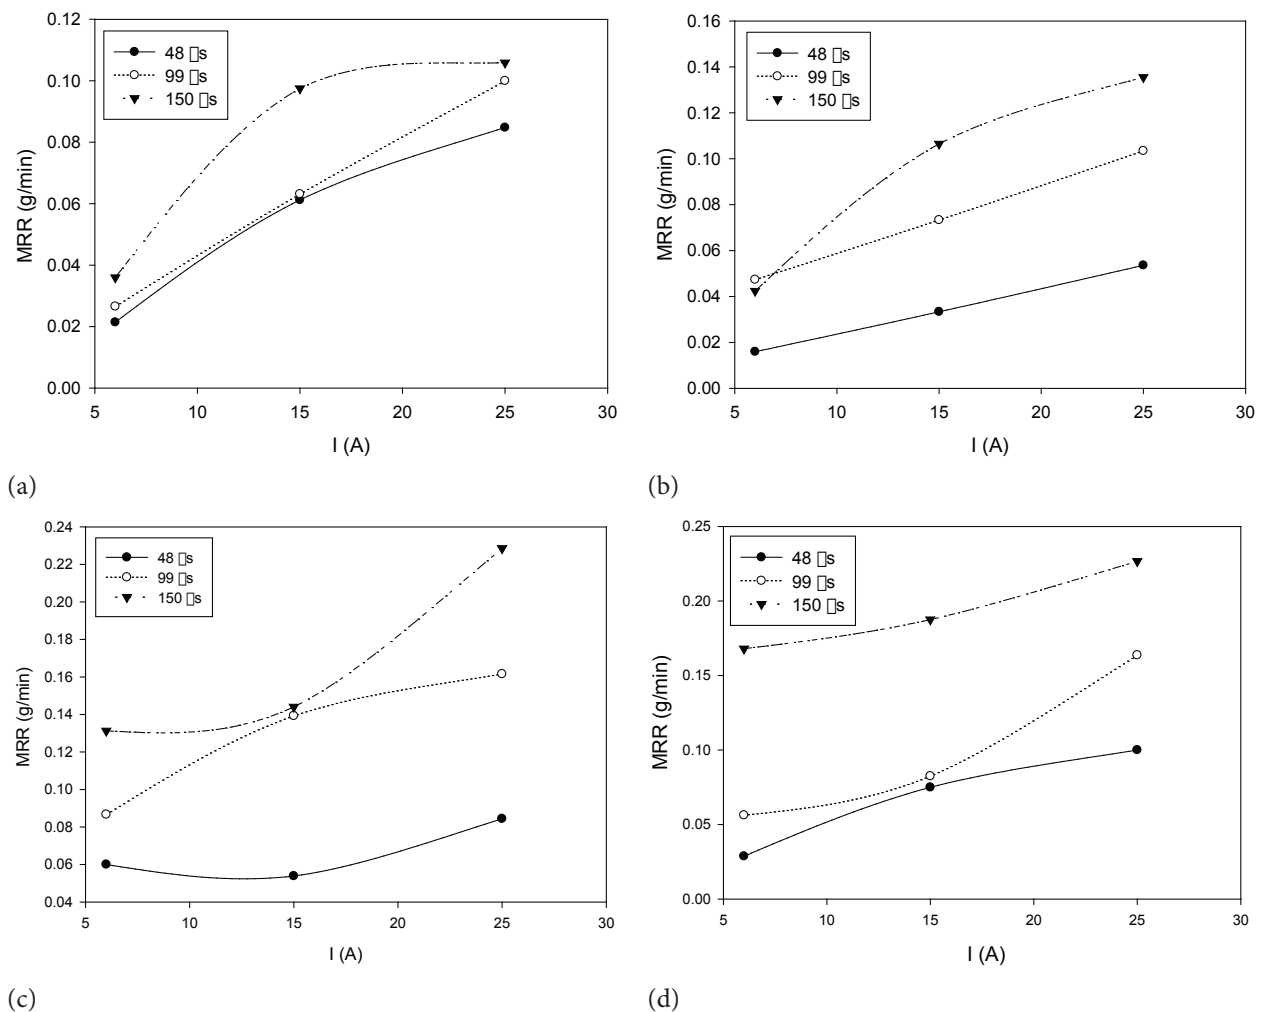 0.12
0.10
0.08
0.06
0.04
0.02
0.00
MRR (g/min)
48 □s
99 □s
150 □s
5 10 15 20 25 30
I (A)
(a)
0.16
0.14
0.12
0.10
0.08
0.06
0.04
0.02
0.00
MRR (g/min)
48 □s
99 □s
150 □s
5 10 15 20 25 30
I (A)
(b)
0.24
0.22
0.20
0.18
0.16
0.14
0.12
0.10
0.08
0.06
0.04
MRR (g/min)
48 □s
99 □s
150 □s
5 10 15 20 25 30
I (A)
(c)
0.25
0.20
0.15
0.10
0.05
0.00
MRR (g/min)
48 □s
99 □s
150 □s
5 10 15 20 25 30
I (A)
(d)